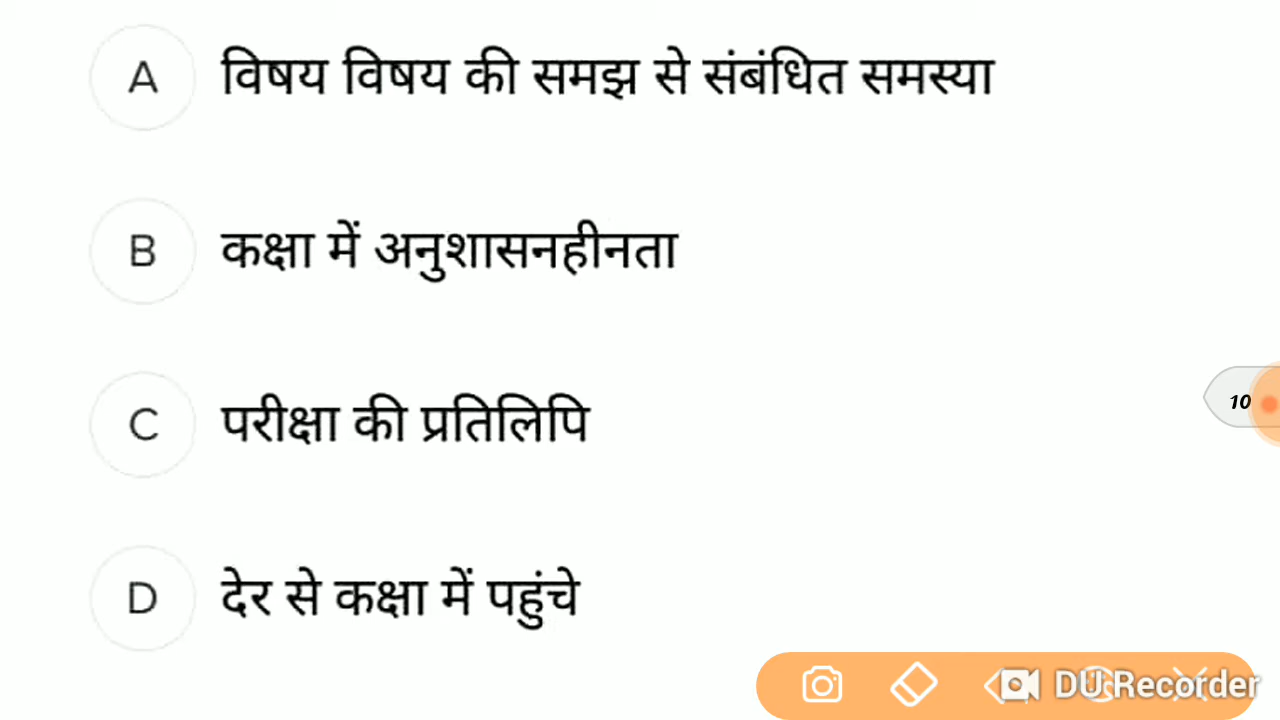 A विषय विषय की समझ से संबंधित समस्या
B कक्षा में अनुशासनहीनता
C परीक्षा की प्रतिलिपि
10
D देर से कक्षा में पहुंचे
DU Recorder